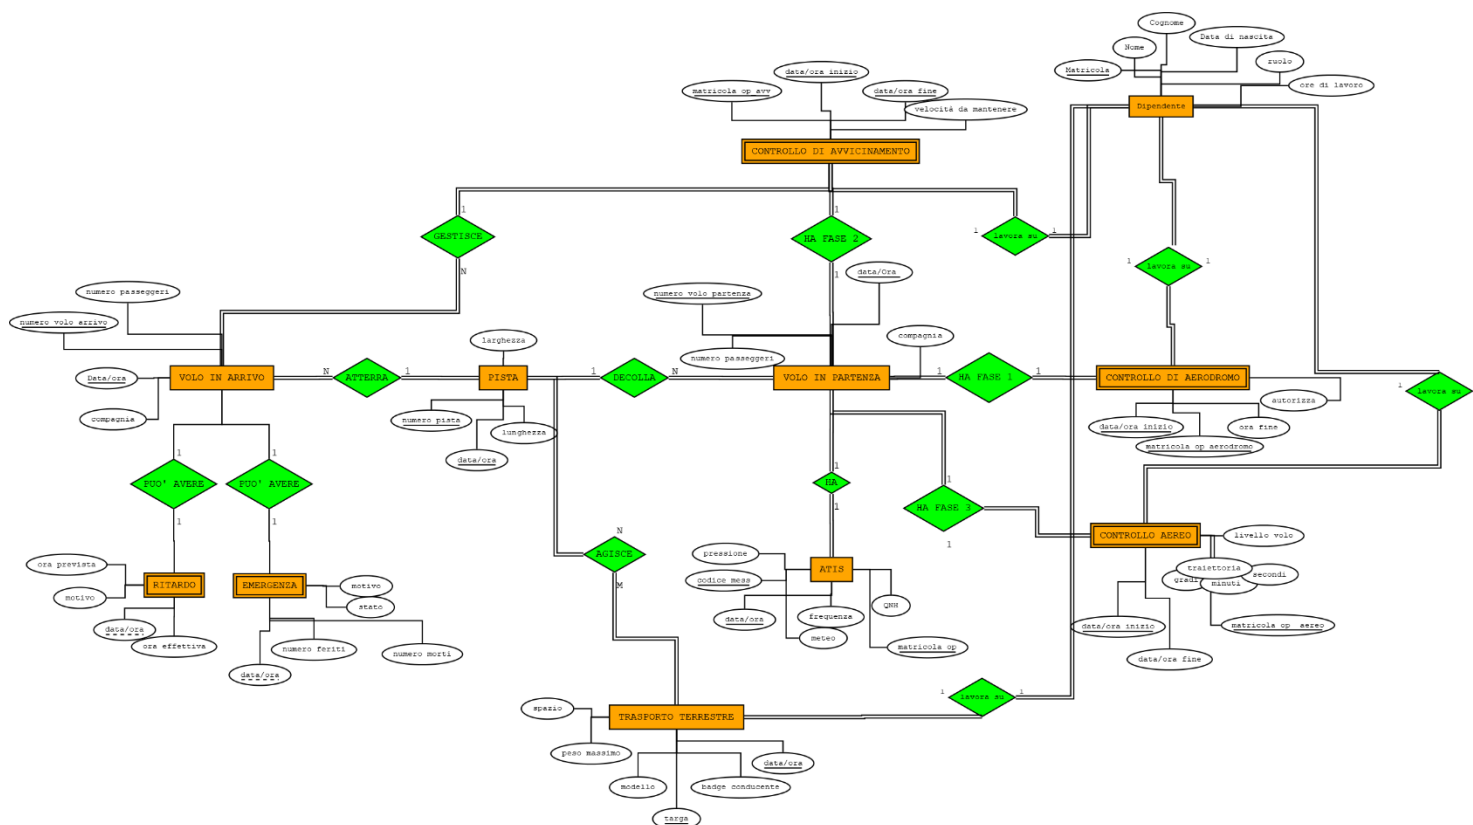 Cognome
Nome
Data di nascita
Matricola
ruolo
ore di lavoro
Dipendente
data/ora inizio
matricola op_avv
data/ora fine
velocità da mantenere
CONTROLLO DI AVVICINAMENTO
1
1
GESTISCE
N
HA FASE 2
1
1
lavora su
1
1
lavora su
1
numero passeggeri
numero volo arrivo
data/Ora
numero volo partenza
numero passeggeri
compagnia
larghezza
VOLO IN ARRIVO
N
ATTERRA
1
PISTA
1
DECOLLA
N
VOLO IN PARTENZA
1
HA FASE 1
1
CONTROLLO DI AERODROMO
Data/ora
compagnia
numero pista
lunghezza
data/ora
autorizza
data/ora inizio
ora fine
matricola op aerodromo
1
lavora su
1
PUO' AVERE
1
1
PUO' AVERE
1
1
HA
1
1
HA FASE 3
1
N
AGISCE
M
ora prevista
RITARDO
motivo
data/ora
ora effettiva
EMERGENZA
motivo
stato
numero feriti
numero morti
data/ora
pressione
ATIS
codice mess
data/ora
frequenza
meteo
QNH
matricola op
CONTROLLO AEREO
livello volo
traiettoria
gradi
minuti
secondi
data/ora inizio
matricola op_aereo
data/ora fine
1
lavora su
1
spazio
TRASPORTO TERRESTRE
peso massimo
data/ora
modello
badge conducente
targa